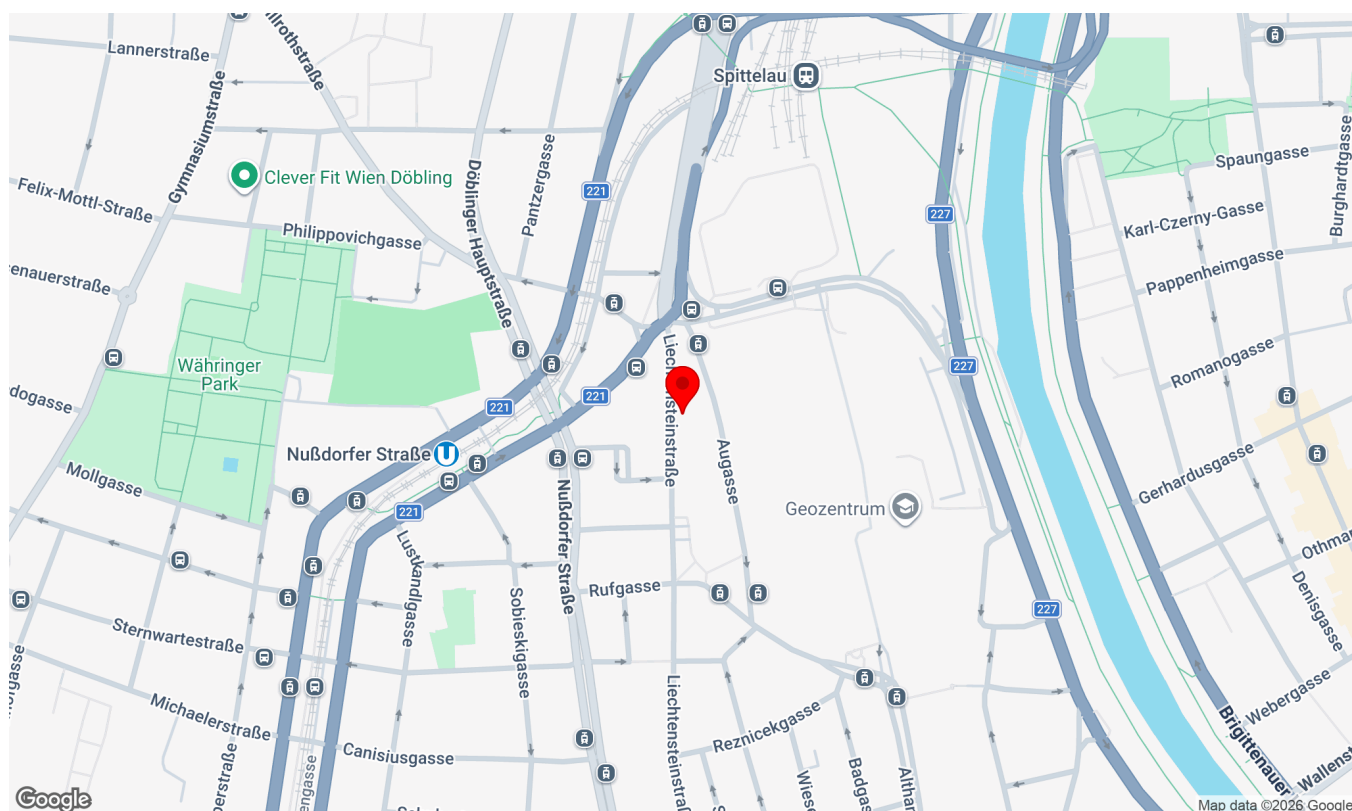 Lannerstraße
Spittelau
Clever Fit Wien Döbling
Gymnasiumstraße
Felix-Mottl-Straße
Philippovichgasse
Döblinger Hauptstraße
Pantzergasse
221
227
Spaungasse
Burghardtgasse
Karl-Czerny-Gasse
Pappenheimgasse
Romanogasse
Währinger
Park
221
221
227
Liechtensteinstraße
Augasse
Nußdorfer Straße
Mollgasse
221
Nußdorfer Straße
Geozentrum
Gerhardusgasse
Denisgasse
Lustkandlgasse
Sobieskigasse
Rufgasse
227
Sternwartestraße
Michaelerstraße
Canisiusgasse
Liechtensteinstraße
Reznicekgasse
Badgasse
Webergasse
Brigittenauer
Google
Map data ©2026 Google